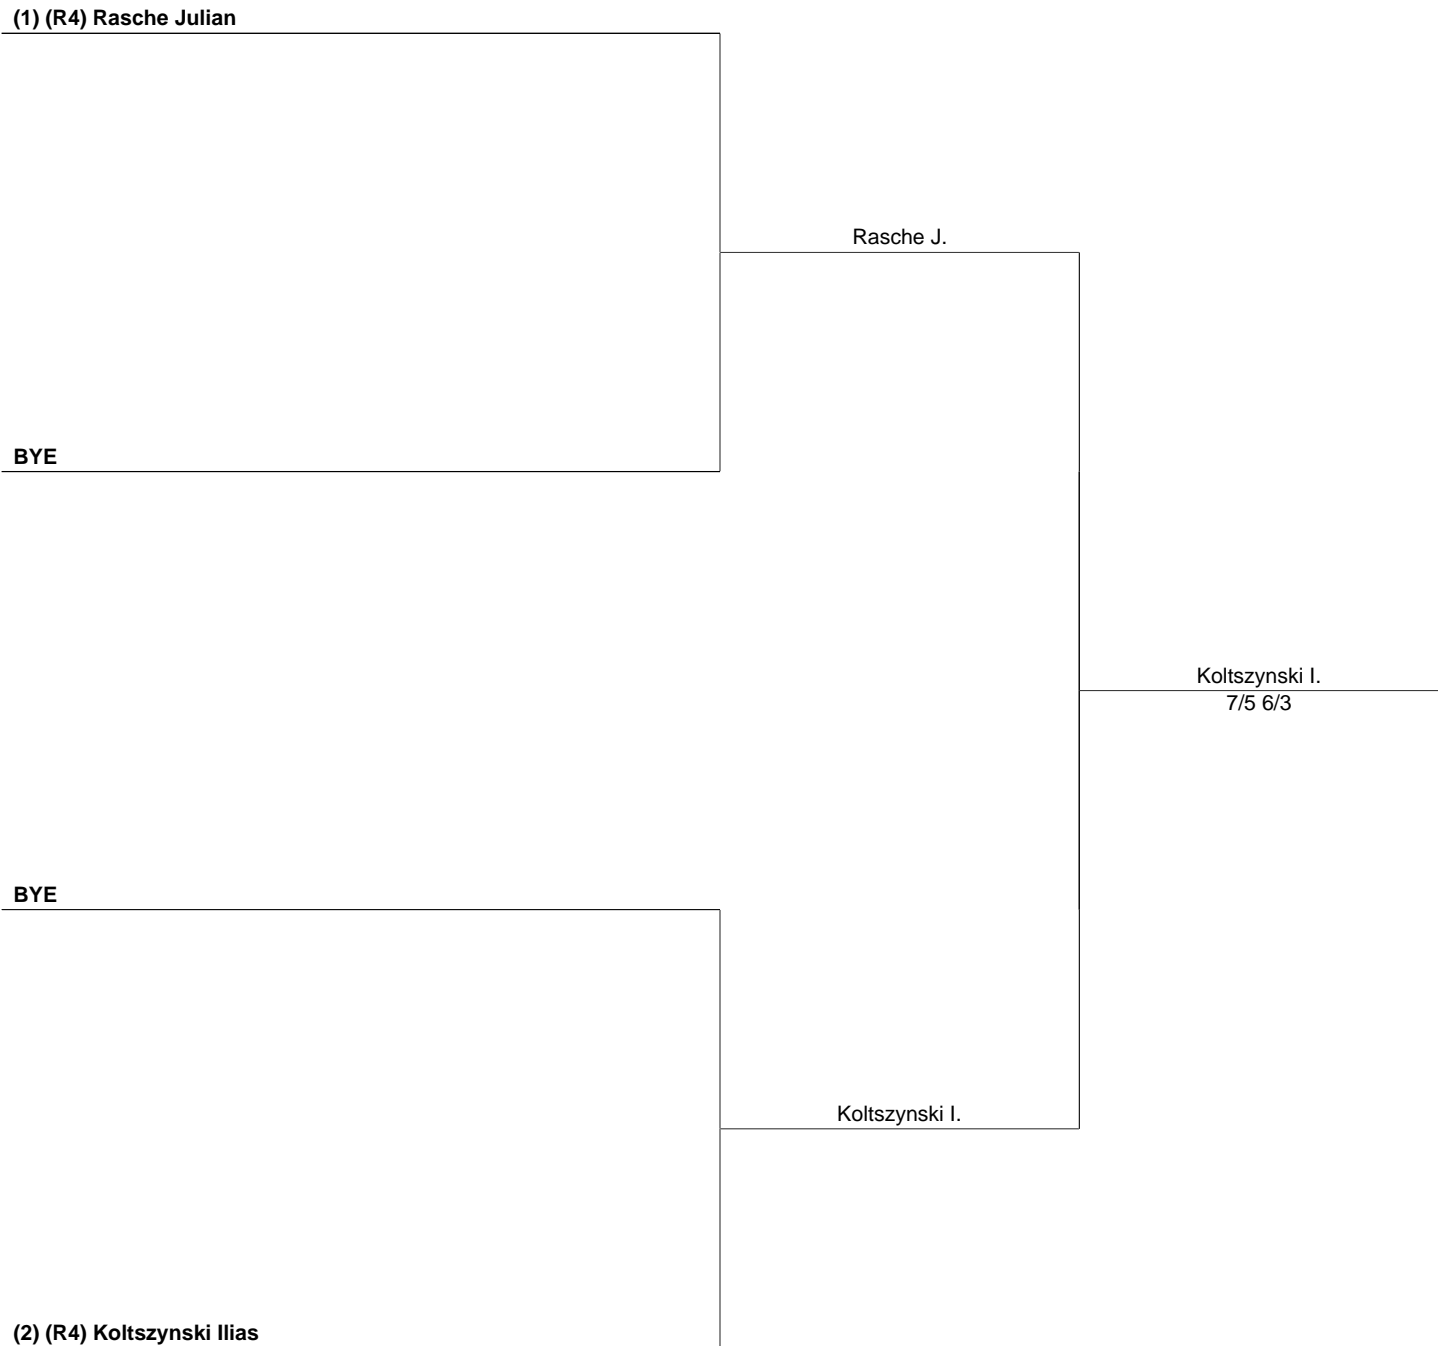 (1) (R4) Rasche Julian
Rasche J.
BYE
Koltszynski I.
7/5 6/3
BYE
Koltszynski I.
(2) (R4) Koltszynski Ilias